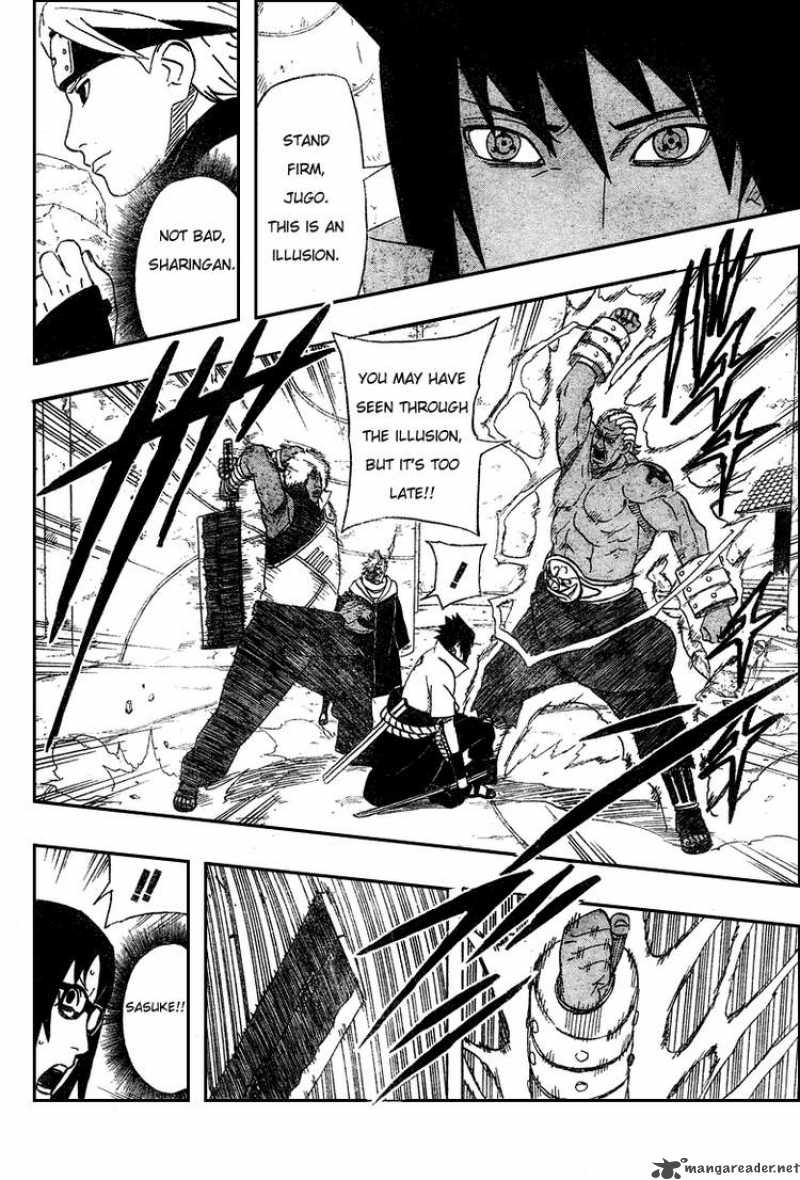 STAND
FIRM,
JUGO.
THIS IS AN
ILLUSION.
NOT BAD,
SHARINGAN.
YOU MAY HAVE
SEEN THROUGH
THE ILLUSION,
BUT IT'S TOO
LATE!!
!!
!!
SASUKE!!
mangareader.net